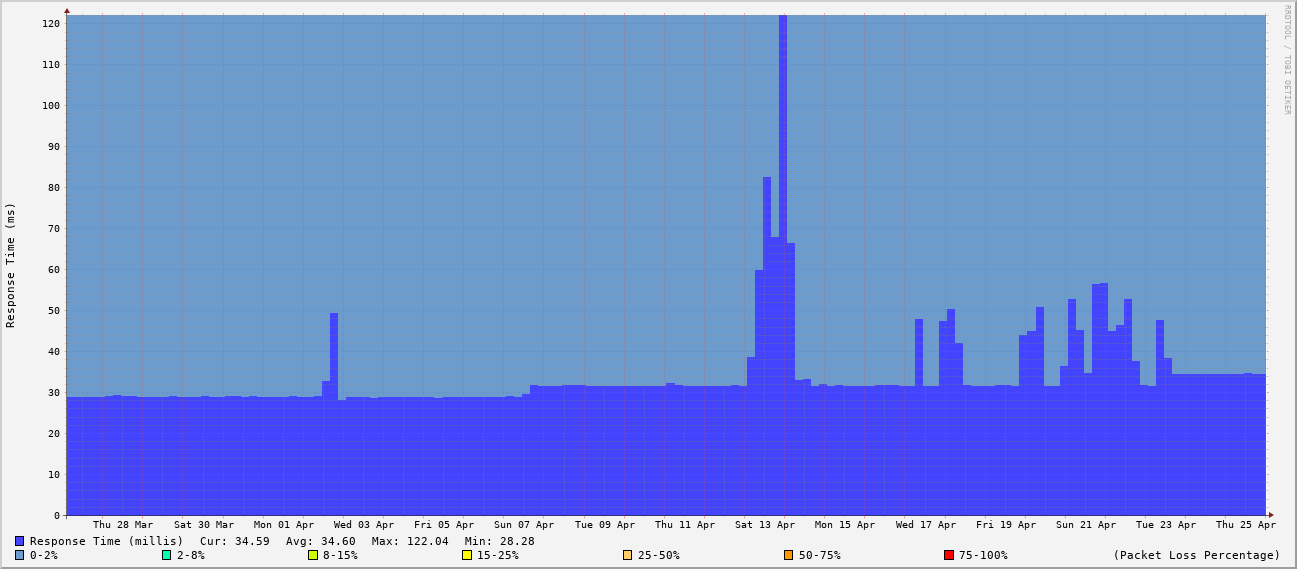 RRDTOOL / TOBI OETIKER
Response Time (ms)
120
110
100
90
80
70
60
50
40
30
20
10
0
Thu 28 Mar Sat 30 Mar Mon 01 Apr Wed 03 Apr Fri 05 Apr Sun 07 Apr Tue 09 Apr Thu 11 Apr Sat 13 Apr Mon 15 Apr Wed 17 Apr Fri 19 Apr Sun 21 Apr Tue 23 Apr Thu 25 Apr
Response Time (millis) Cur: 34.59 Avg: 34.60 Max: 122.04 Min: 28.28
0-2% 2-8% 8-15% 15-25% 25-50% 50-75% 75-100% (Packet Loss Percentage)